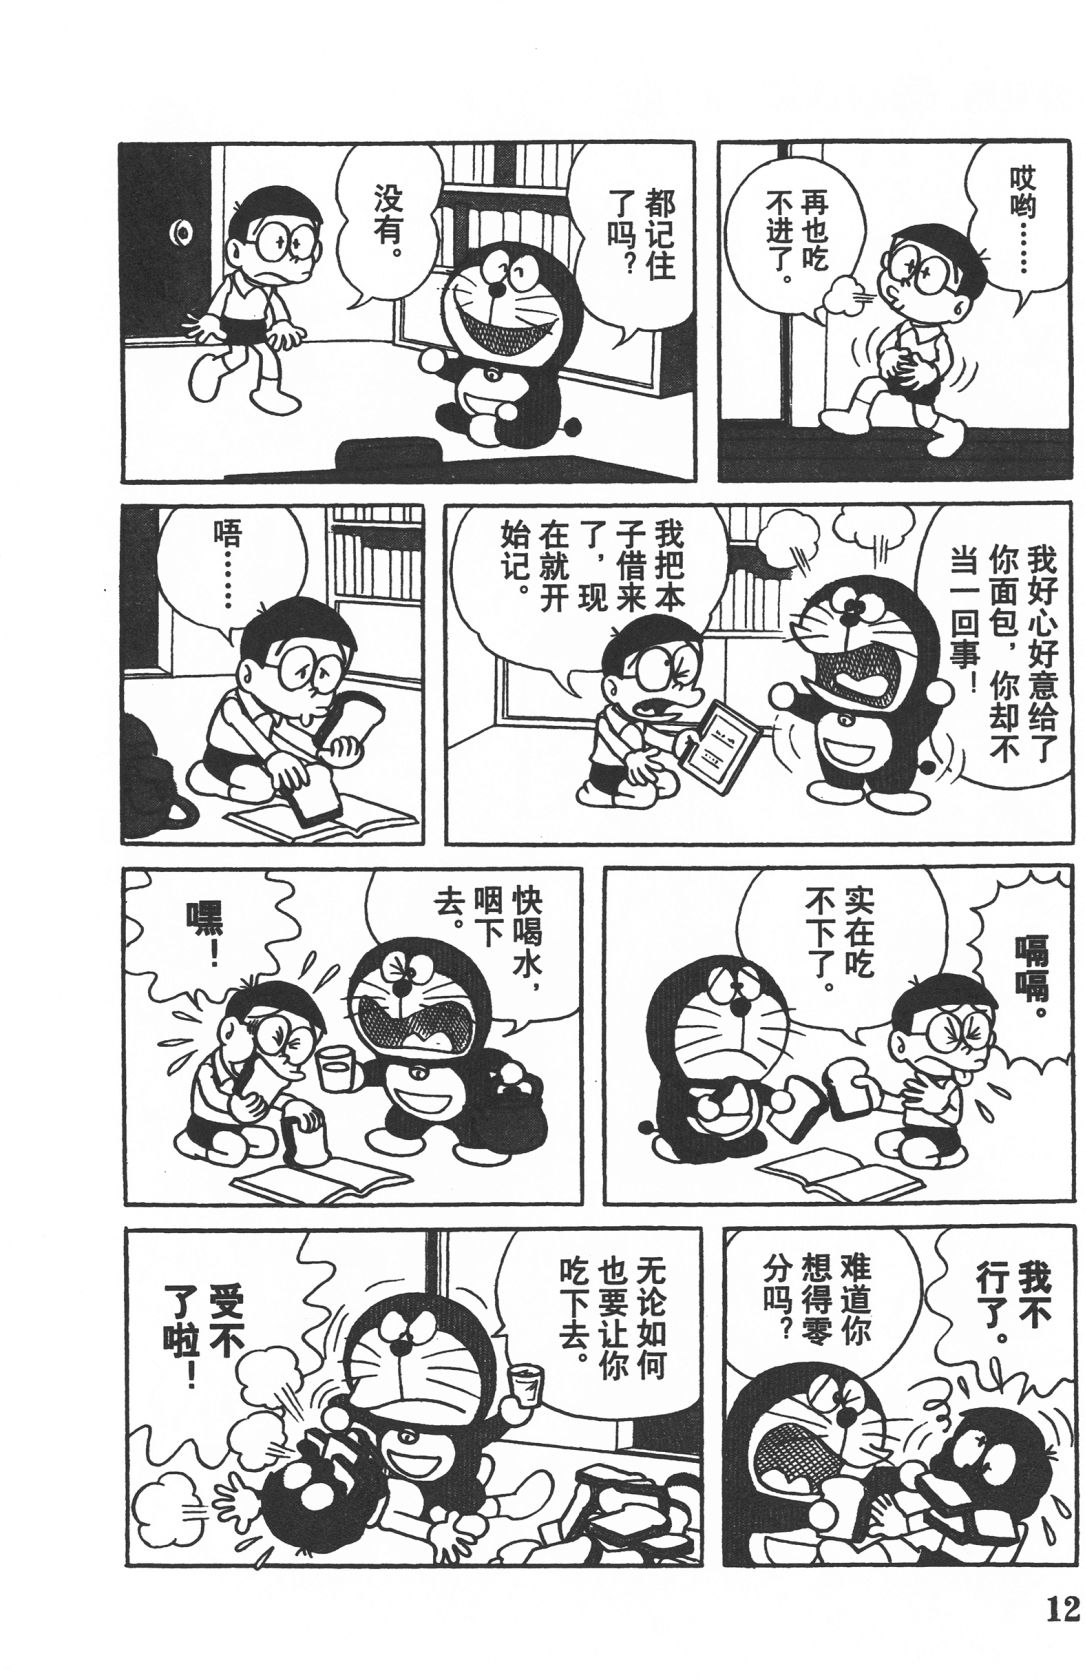 哎哟……
再也吃
不进了。
都记住
了吗？
没有。
我好心好意给了
你面包，你却不
当一回事！
我把本
子借来
了，现
在就开
始记。
唔……
嗝嗝。
实在吃
不下了。
快喝水，
咽下
去。
嘿！
我不
行了。
难道你
想得零
分吗？
无论如何
也要让你
吃下去。
受不
了啦！
12